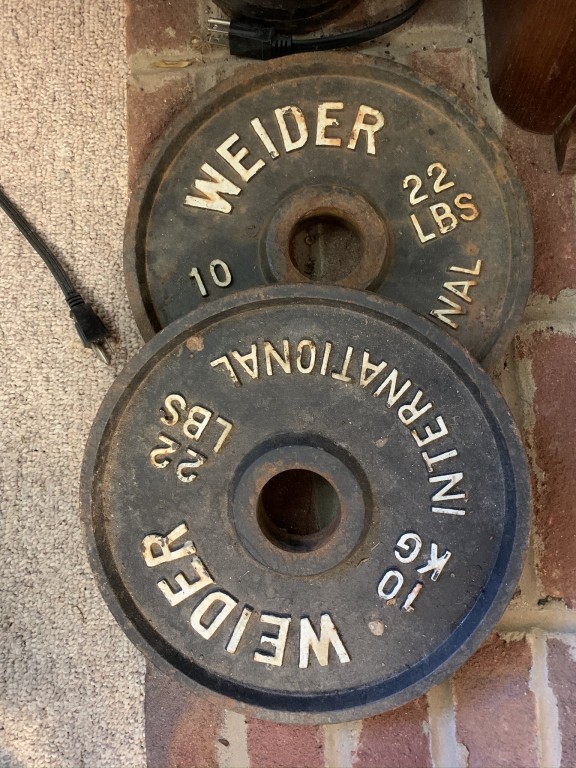 WEIDER
22
LBS
10
NAL
INTERNATIONAL
22
LBS
10
KG
WEIDER